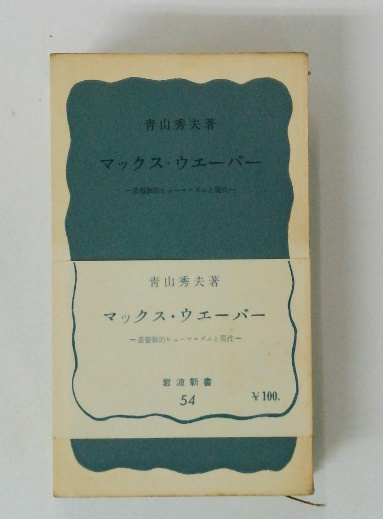 青山秀夫著
マックス・ウエーバー
―基督教的ヒューマニズムと現代―
青山秀夫著
マックス・ウエーバー
―基督教的ヒューマニズムと現代―
岩波新書
54
¥100.